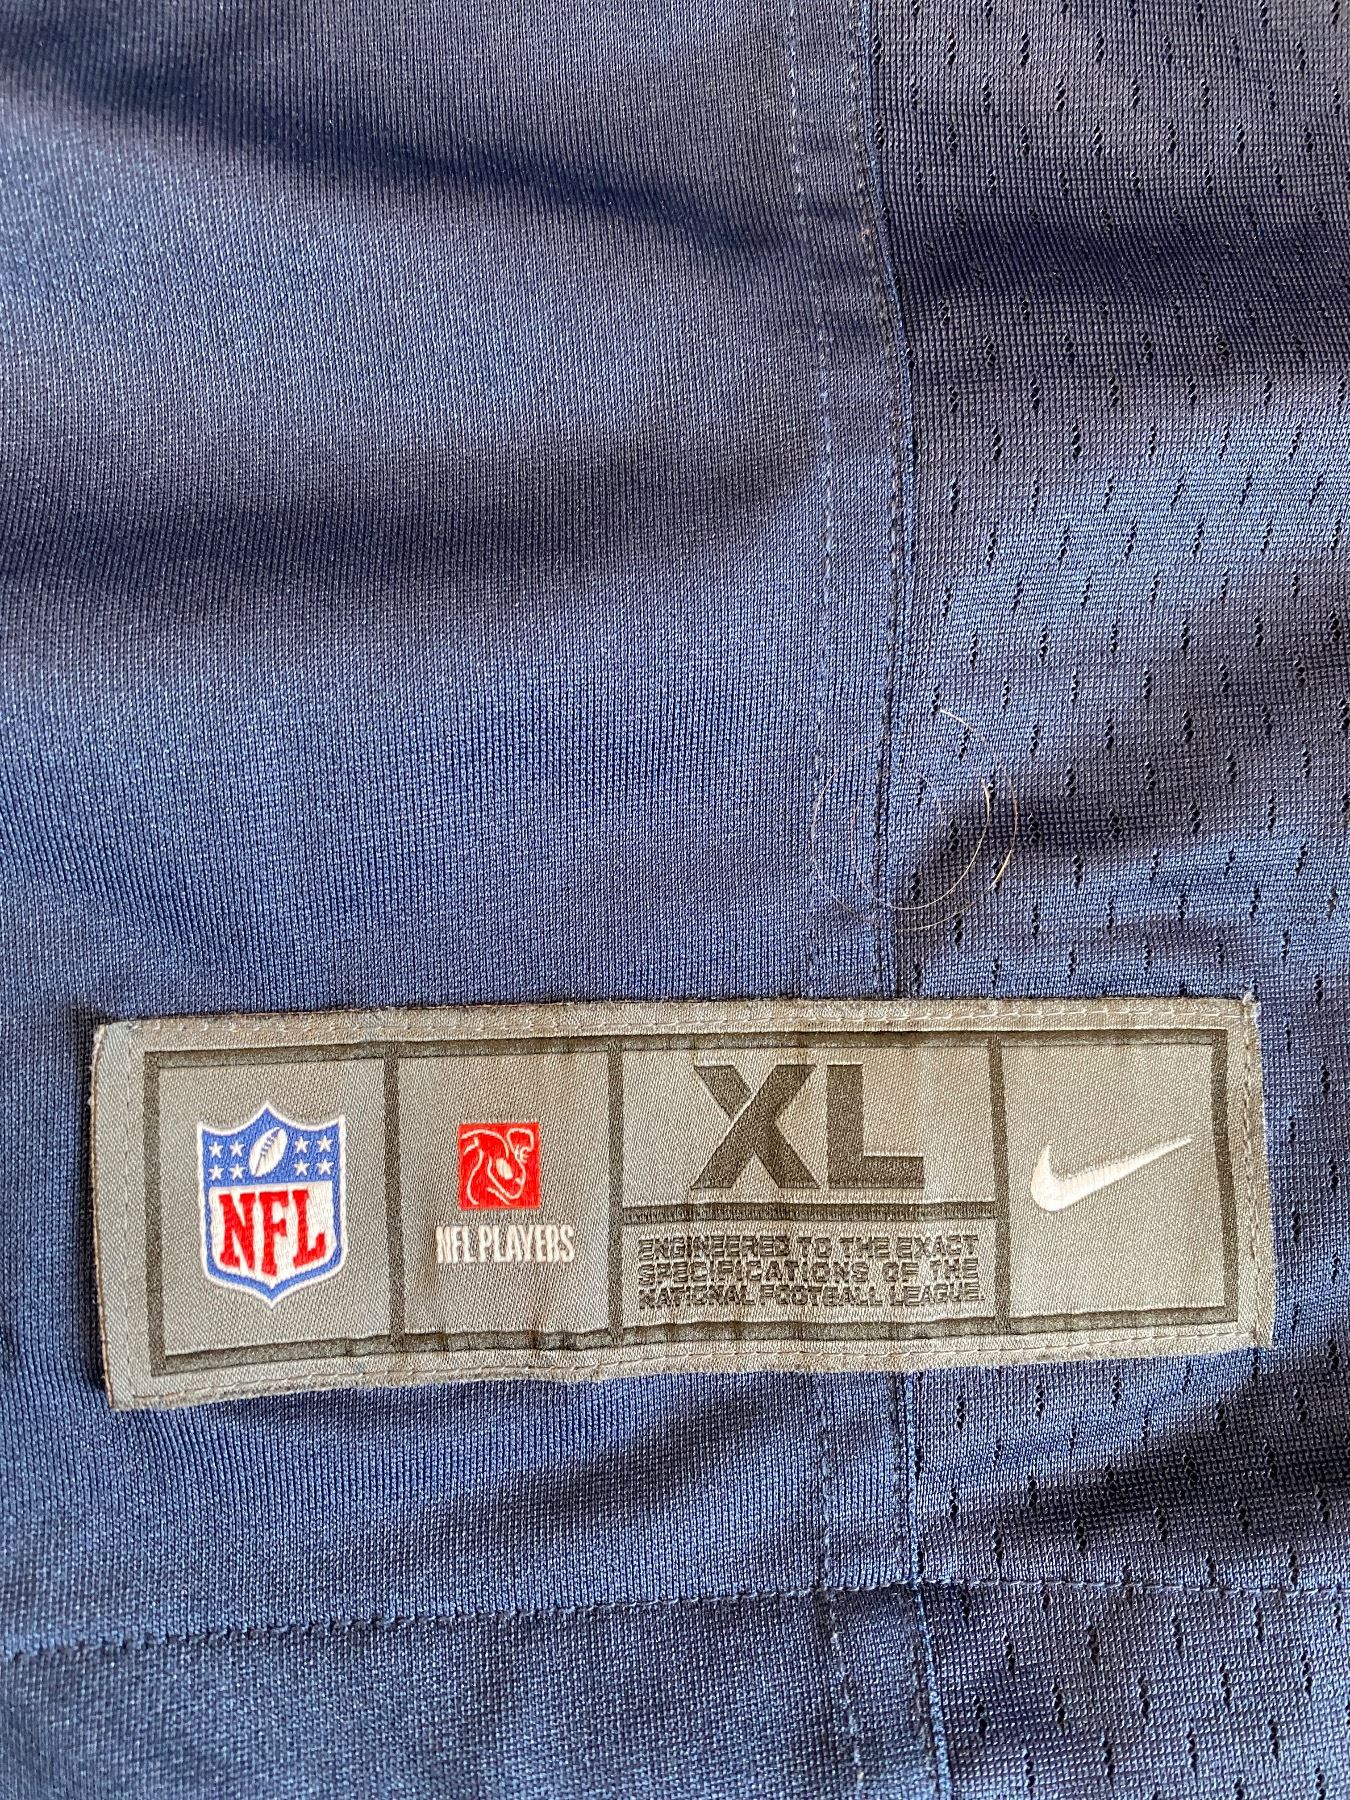 NFL
NFL PLAYERS
XL
ENGINEERED TO THE EXACT
SPECIFICATIONS OF THE
NATIONAL FOOTBALL LEAGUE.